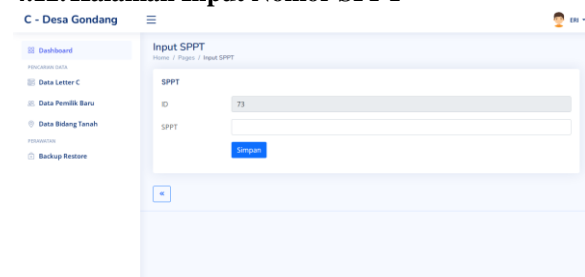 C - Desa Gondang
ERI
Dashboard
PENCARIAN DATA
Data Letter C
Data Pemilik Baru
Data Bidang Tanah
PERAWATAN
Backup Restore
Input SPPT
Home / Pages / Input SPPT
SPPT
ID
73
SPPT
Simpan
«